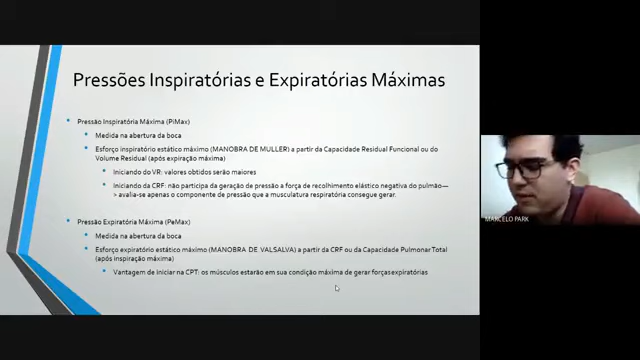 Pressões Inspiratórias e Expiratórias Máximas
Pressão Inspiratória Máxima (PiMax)
Medida na abertura da boca
Esforço inspiratório estático máximo (MANOBRA DE MULLER) a partir da Capacidade Residual Funcional ou do
Volume Residual (após expiração máxima)
Iniciando do VR: valores obtidos serão maiores
Iniciando da CRF: não participa da geração de pressão a força de recolhimento elástico negativa do pulmão—
> avalia-se apenas o componente de pressão que a musculatura respiratória consegue gerar.
Pressão Expiratória Máxima (PeMax)
Medida na abertura da boca
Esforço expiratório estático máximo (MANOBRA DE VALSALVA) a partir da CRF ou da Capacidade Pulmonar Total
(após inspiração máxima)
Vantagem de iniciar na CPT: os músculos estarão em sua condição máxima de gerar forças expiratórias
MARCELO PARK